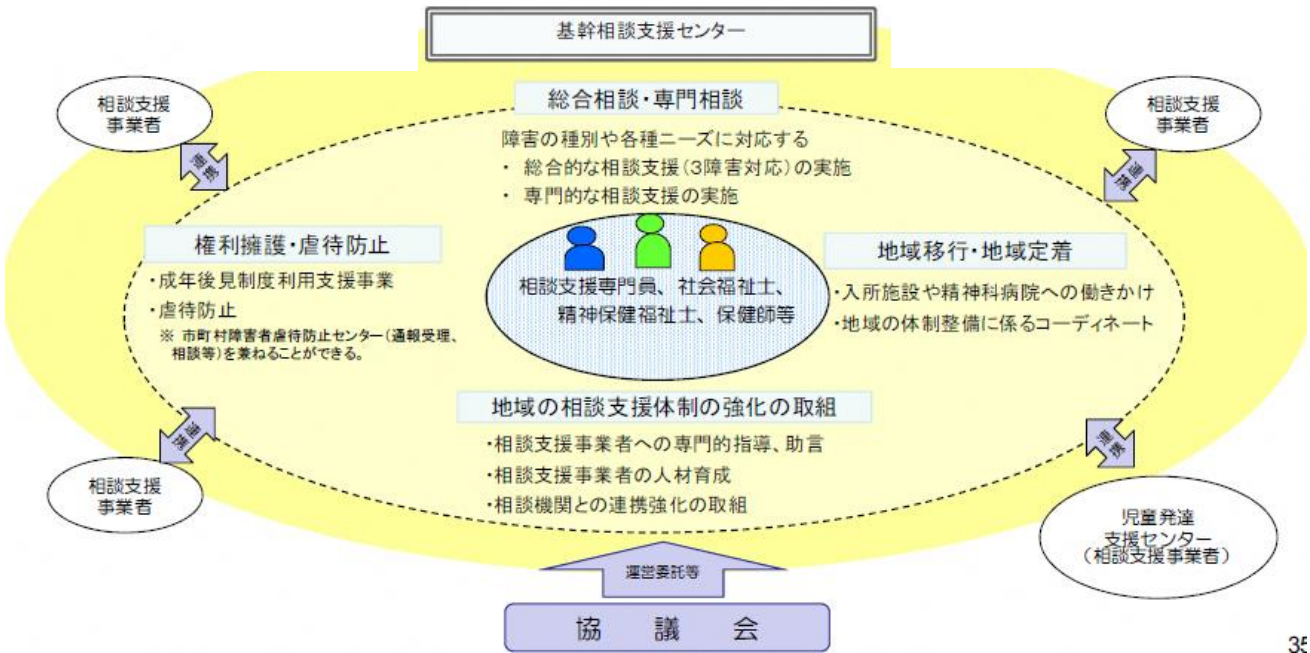 基幹相談支援センター
相談支援
事業者
連携
総合相談・専門相談
障害の種別や各種ニーズに対応する
・ 総合的な相談支援(3障害対応)の実施
・ 専門的な相談支援の実施
相談支援
事業者
連携
権利擁護・虐待防止
・成年後見制度利用支援事業
・虐待防止
※ 市町村障害者虐待防止センター(通報受理、
相談等)を兼ねることができる。
相談支援専門員、社会福祉士、
精神保健福祉士、保健師等
地域移行・地域定着
・入所施設や精神科病院への働きかけ
・地域の体制整備に係るコーディネート
地域の相談支援体制の強化の取組
・相談支援事業者への専門的指導、助言
・相談支援事業者の人材育成
・相談機関との連携強化の取組
連携
相談支援
事業者
連携
児童発達
支援センター
(相談支援事業者)
運営委託等
協 議 会
35